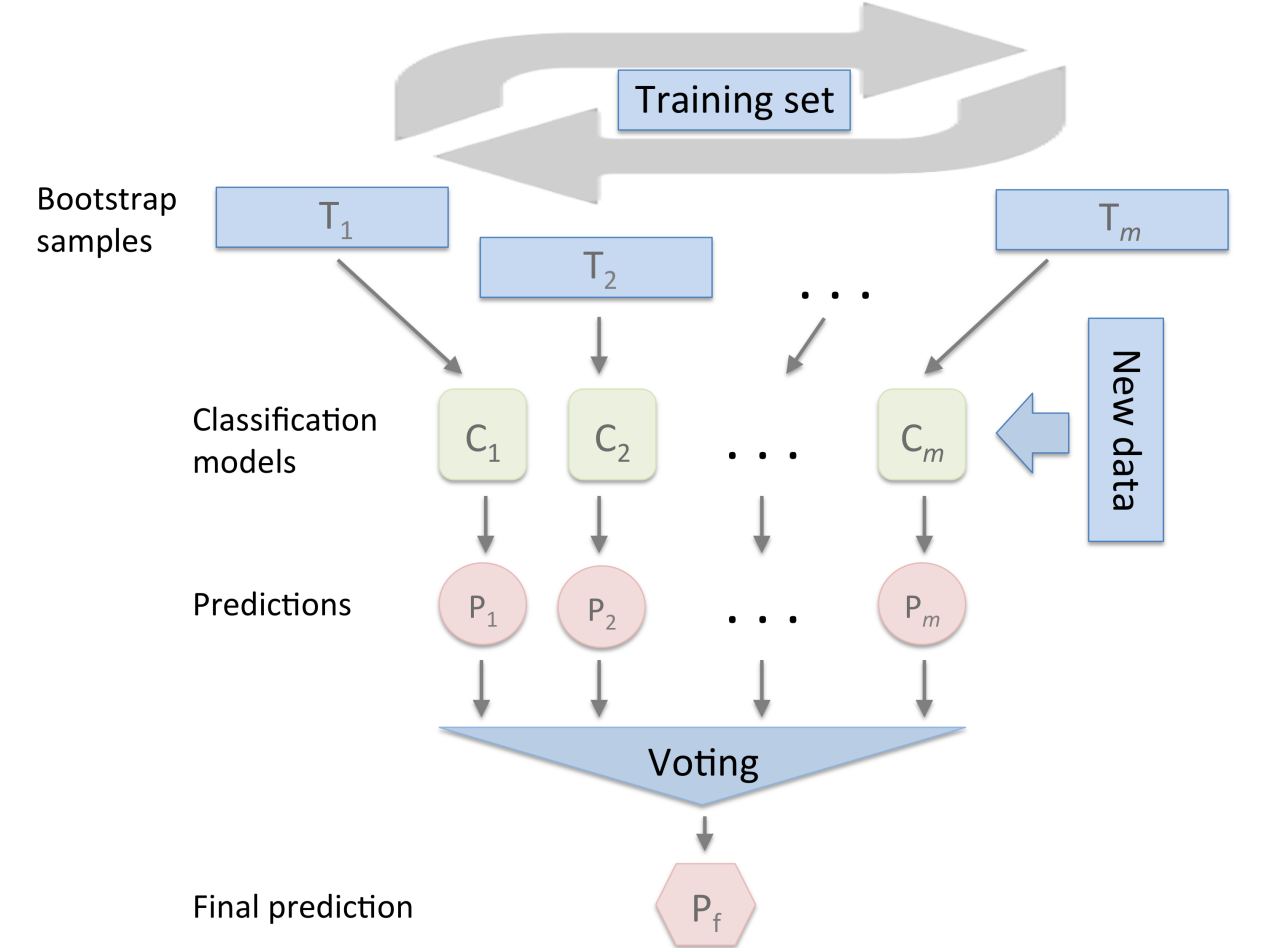 Training set
Bootstrap
samples
T1
T2
. . .
Tm
Classification
models
C1
C2
. . .
Cm
New data
Predictions
P1
P2
. . .
Pm
Voting
Final prediction
Pf